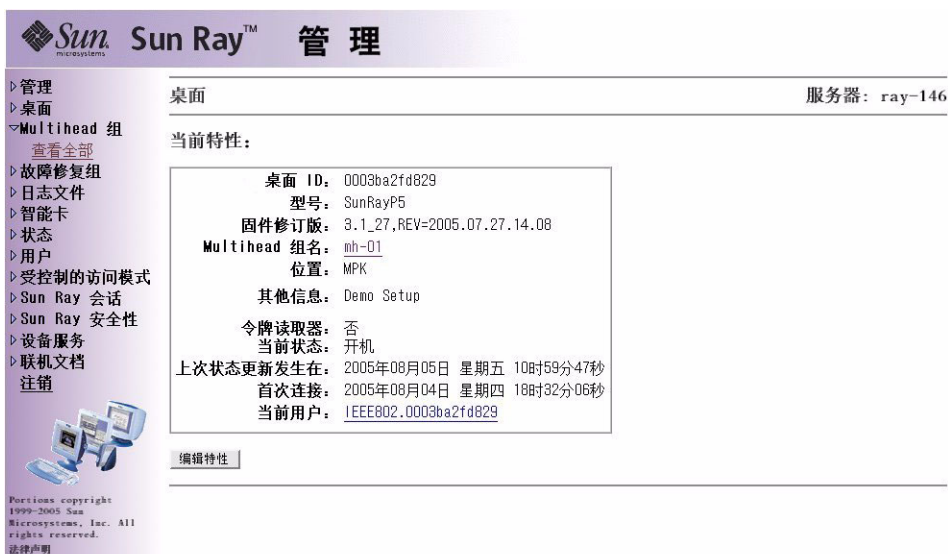 Sun microsystems Sun Ray™ 管 理
管理
桌面
Multihead 组
查看全部
故障修复组
日志文件
智能卡
状态
用户
受控制的访问模式
Sun Ray 会话
Sun Ray 安全性
设备服务
联机文档
注销
Portions copyright
1999-2005 Sun
Microsystems, Inc. All
rights reserved.
法律声明
桌面 服务器: ray-146
当前特性:
桌面 ID: 0003ba2fd829
型号: SunRayP5
固件修订版: 3.1_27,REV=2005.07.27.14.08
Multihead 组名: mh-01
位置: MPK
其他信息: Demo Setup
令牌读取器: 否
当前状态: 开机
上次状态更新发生在: 2005年08月05日 星期五 10时59分47秒
首次连接: 2005年08月04日 星期四 18时32分06秒
当前用户: IEEE802.0003ba2fd829
编辑特性